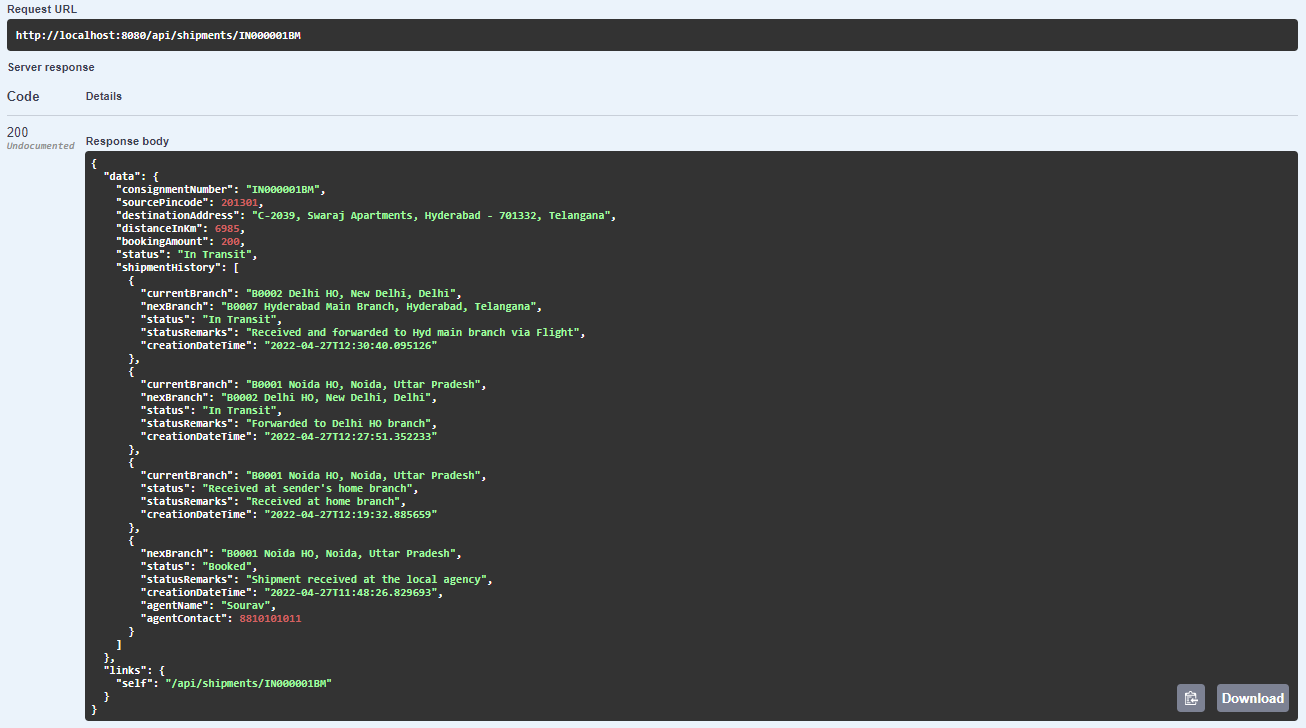 Request URL
http://localhost:8080/api/shipments/IN000001BM
Server response
Code Details
200
Undocumented
Response body
{
  "data": {
    "consignmentNumber": "IN000001BM",
    "sourcePincode": 201301,
    "destinationAddress": "C-2039, Swaraj Apartments, Hyderabad - 701332, Telangana",
    "distanceInKm": 6985,
    "bookingAmount": 200,
    "status": "In Transit",
    "shipmentHistory": [
      {
        "currentBranch": "B0002 Delhi HO, New Delhi, Delhi",
        "nexBranch": "B0007 Hyderabad Main Branch, Hyderabad, Telangana",
        "status": "In Transit",
        "statusRemarks": "Received and forwarded to Hyd main branch via Flight",
        "creationDateTime": "2022-04-27T12:30:40.095126"
      },
      {
        "currentBranch": "B0001 Noida HO, Noida, Uttar Pradesh",
        "nexBranch": "B0002 Delhi HO, New Delhi, Delhi",
        "status": "In Transit",
        "statusRemarks": "Forwarded to Delhi HO branch",
        "creationDateTime": "2022-04-27T12:27:51.352233"
      },
      {
        "currentBranch": "B0001 Noida HO, Noida, Uttar Pradesh",
        "status": "Received at sender's home branch",
        "statusRemarks": "Received at home branch",
        "creationDateTime": "2022-04-27T12:19:32.885659"
      },
      {
        "nexBranch": "B0001 Noida HO, Noida, Uttar Pradesh",
        "status": "Booked",
        "statusRemarks": "Shipment received at the local agency",
        "creationDateTime": "2022-04-27T11:48:26.829693",
        "agentName": "Sourav",
        "agentContact": 8810101011
      }
    ]
  },
  "links": {
    "self": "/api/shipments/IN000001BM"
  }
}
Download